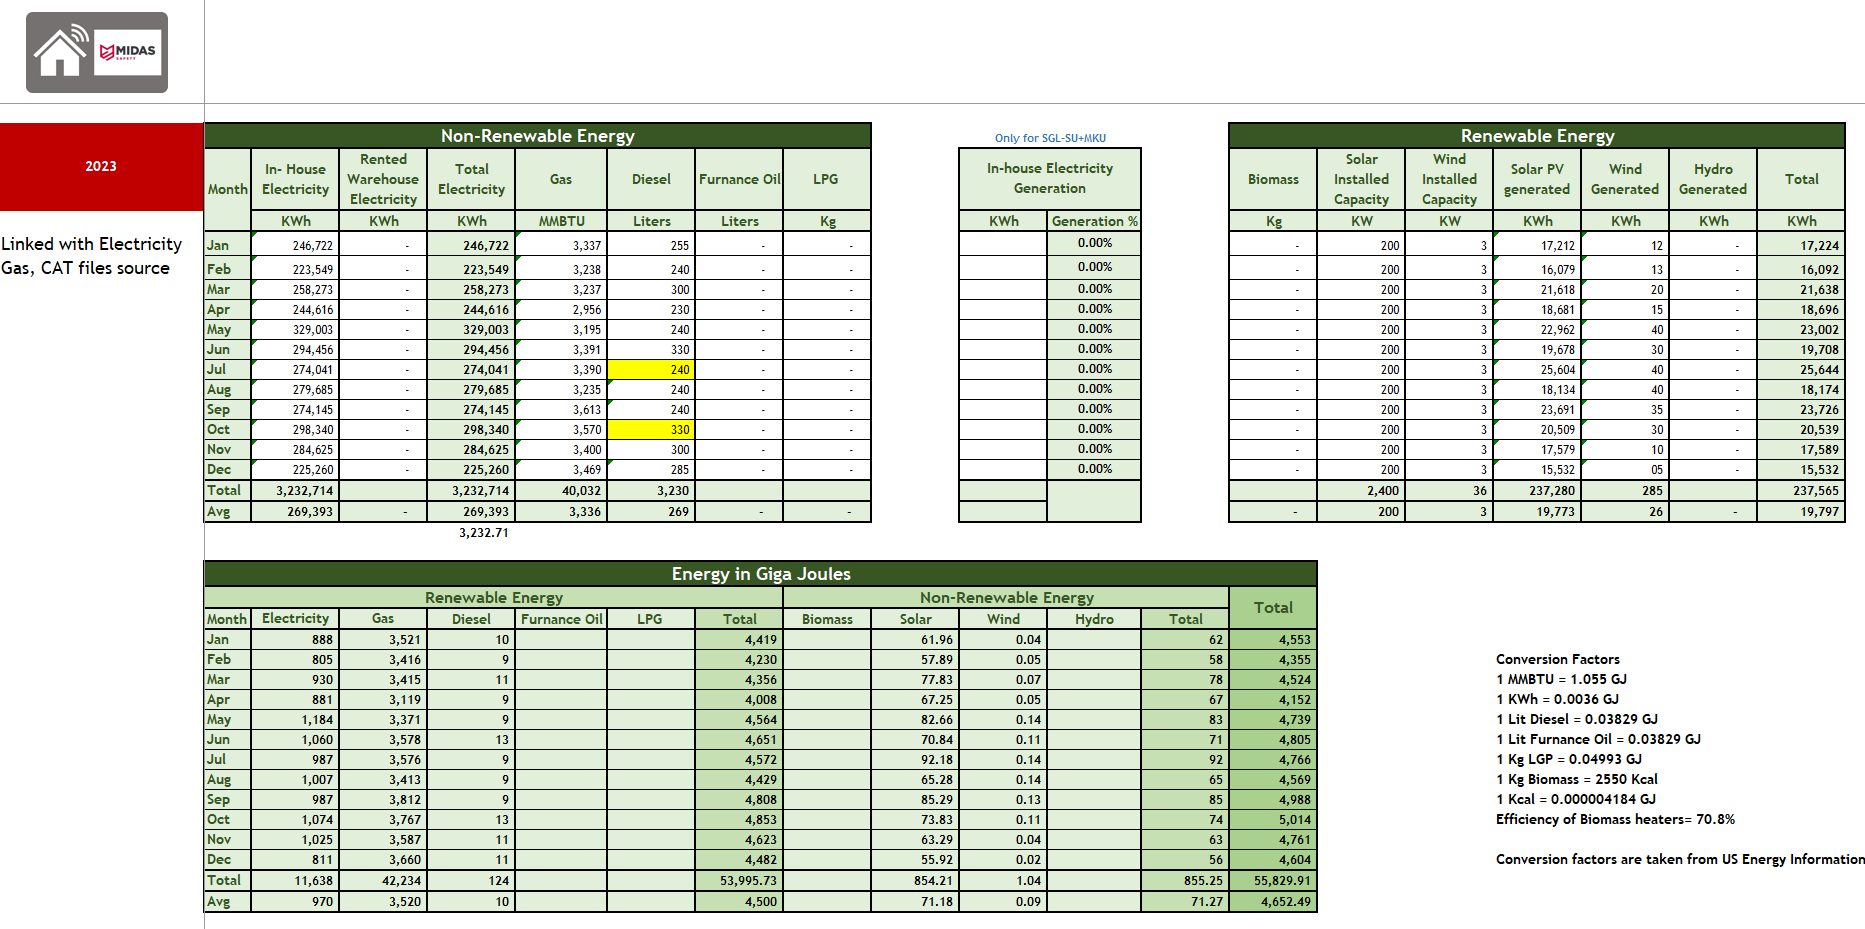 MIDAS
SAFETY
2023
Linked with Electricity
Gas, CAT files source
Non-Renewable Energy
Month In- House Electricity Rented Warehouse Electricity Total Electricity Gas Diesel Furnance Oil LPG
KWh KWh KWh MMBTU Liters Liters Kg
Jan 246,722 - 246,722 3,337 255 - -
Feb 223,549 - 223,549 3,238 240 - -
Mar 258,273 - 258,273 3,237 300 - -
Apr 244,616 - 244,616 2,956 230 - -
May 329,003 - 329,003 3,195 240 - -
Jun 294,456 - 294,456 3,391 330 - -
Jul 274,041 - 274,041 3,390 240 - -
Aug 279,685 - 279,685 3,235 240 - -
Sep 274,145 - 274,145 3,613 240 - -
Oct 298,340 - 298,340 3,570 330 - -
Nov 284,625 - 284,625 3,400 300 - -
Dec 225,260 - 225,260 3,469 285 - -
Total 3,232,714 3,232,714 40,032 3,230
Avg 269,393 - 269,393 3,336 269 - -
3,232.71
Only for SGL-SU+MKU
In-house Electricity
Generation
KWh Generation %
0.00%
0.00%
0.00%
0.00%
0.00%
0.00%
0.00%
0.00%
0.00%
0.00%
0.00%
0.00%
Renewable Energy
Biomass Solar Installed Capacity Wind Installed Capacity Solar PV generated Wind Generated Hydro Generated Total
Kg KW KW KWh KWh KWh KWh
- 200 3 17,212 12 - 17,224
- 200 3 16,079 13 - 16,092
- 200 3 21,618 20 - 21,638
- 200 3 18,681 15 - 18,696
- 200 3 22,962 40 - 23,002
- 200 3 19,678 30 - 19,708
- 200 3 25,604 40 - 25,644
- 200 3 18,134 40 - 18,174
- 200 3 23,691 35 - 23,726
- 200 3 20,509 30 - 20,539
- 200 3 17,579 10 - 17,589
- 200 3 15,532 05 - 15,532
2,400 36 237,280 285 237,565
- 200 3 19,773 26 - 19,797
Energy in Giga Joules
Renewable Energy Non-Renewable Energy Total
Month Electricity Gas Diesel Furnance Oil LPG Total Biomass Solar Wind Hydro Total
Jan 888 3,521 10 4,419 61.96 0.04 62 4,553
Feb 805 3,416 9 4,230 57.89 0.05 58 4,355
Mar 930 3,415 11 4,356 77.83 0.07 78 4,524
Apr 881 3,119 9 4,008 67.25 0.05 67 4,152
May 1,184 3,371 9 4,564 82.66 0.14 83 4,739
Jun 1,060 3,578 13 4,651 70.84 0.11 71 4,805
Jul 987 3,576 9 4,572 92.18 0.14 92 4,766
Aug 1,007 3,413 9 4,429 65.28 0.14 65 4,569
Sep 987 3,812 9 4,808 85.29 0.13 85 4,988
Oct 1,074 3,767 13 4,853 73.83 0.11 74 5,014
Nov 1,025 3,587 11 4,623 63.29 0.04 63 4,761
Dec 811 3,660 11 4,482 55.92 0.02 56 4,604
Total 11,638 42,234 124 53,995.73 854.21 1.04 855.25 55,829.91
Avg 970 3,520 10 4,500 71.18 0.09 71.27 4,652.49
Conversion Factors
1 MMBTU = 1.055 GJ
1 KWh = 0.0036 GJ
1 Lit Diesel = 0.03829 GJ
1 Lit Furnance Oil = 0.03829 GJ
1 Kg LGP = 0.04993 GJ
1 Kg Biomass = 2550 Kcal
1 Kcal = 0.000004184 GJ
Efficiency of Biomass heaters= 70.8%
Conversion factors are taken from US Energy Information